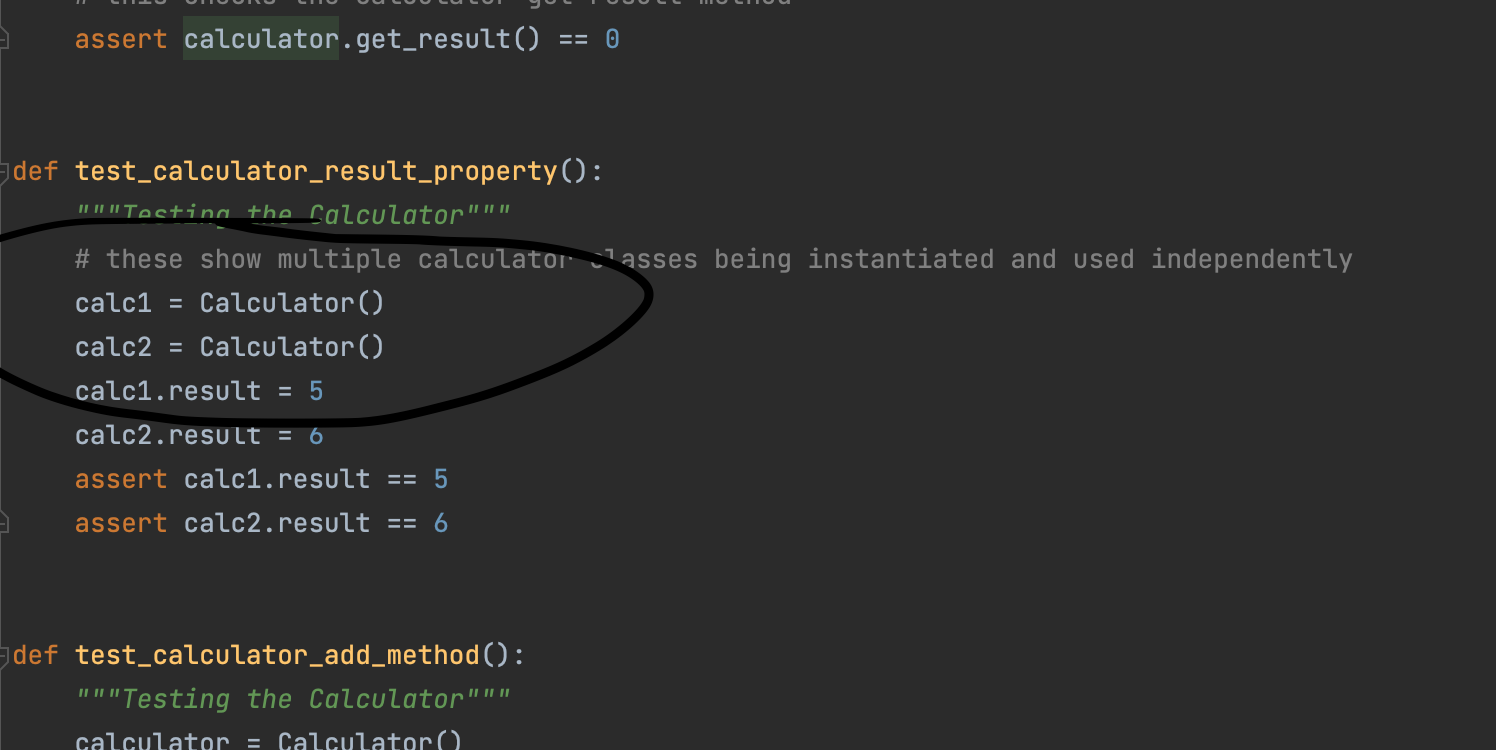 # this checks the calculator get result method
assert calculator.get_result() == 0
def test_calculator_result_property():
"""Testing the Calculator"""
# these show multiple calculator classes being instantiated and used independently
calc1 = Calculator()
calc2 = Calculator()
calc1.result = 5
calc2.result = 6
assert calc1.result == 5
assert calc2.result == 6
def test_calculator_add_method():
"""Testing the Calculator"""
calculator = Calculator()